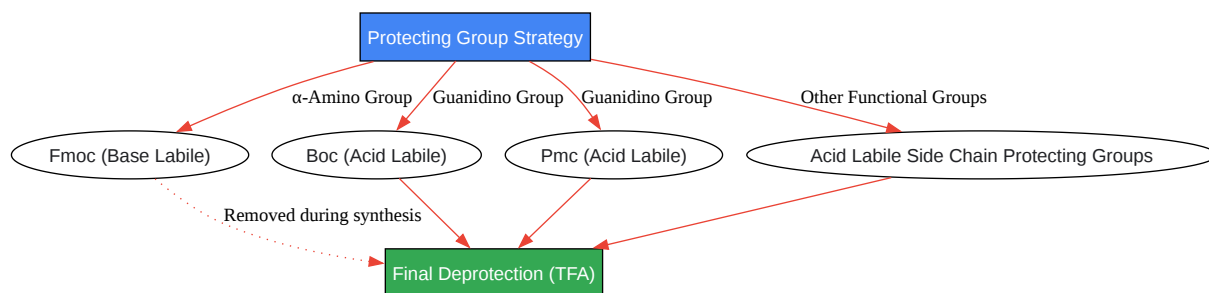 Protecting Group Strategy
α-Amino Group
Guanidino Group
Guanidino Group
Other Functional Groups
Fmoc (Base Labile)
Boc (Acid Labile)
Pmc (Acid Labile)
Acid Labile Side Chain Protecting Groups
Removed during synthesis
Final Deprotection (TFA)